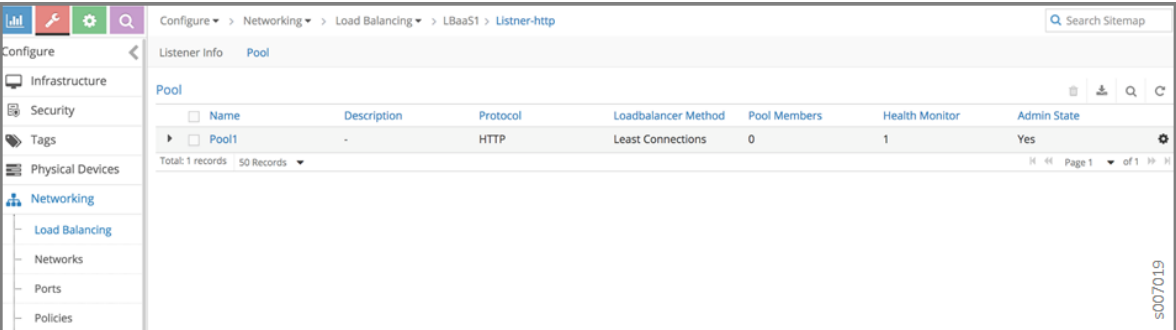 Configure > Networking > Load Balancing > LBaaS1 > Listner-http
Search Sitemap
Configure
Listener Info Pool
Infrastructure
Security
Tags
Physical Devices
Networking
Load Balancing
Networks
Ports
Policies
Pool
Name Description Protocol Loadbalancer Method Pool Members Health Monitor Admin State
Pool1 - HTTP Least Connections 0 1 Yes
Total: 1 records 50 Records Page 1 of 1
s007019